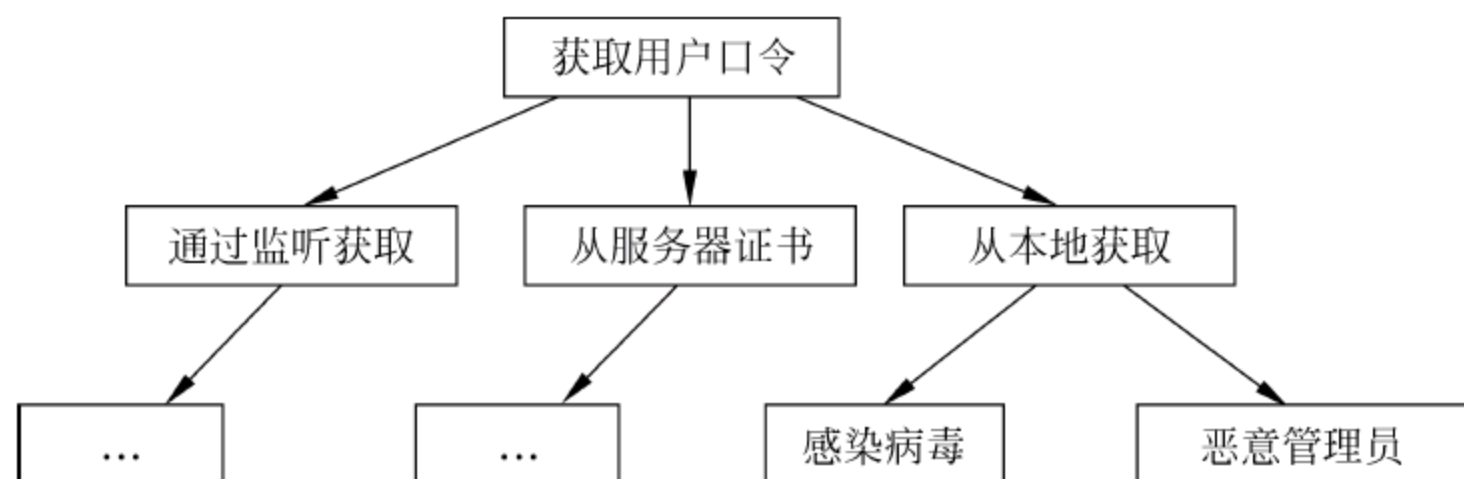 获取用户口令
通过监听获取
从服务器证书
从本地获取
…
…
感染病毒
恶意管理员